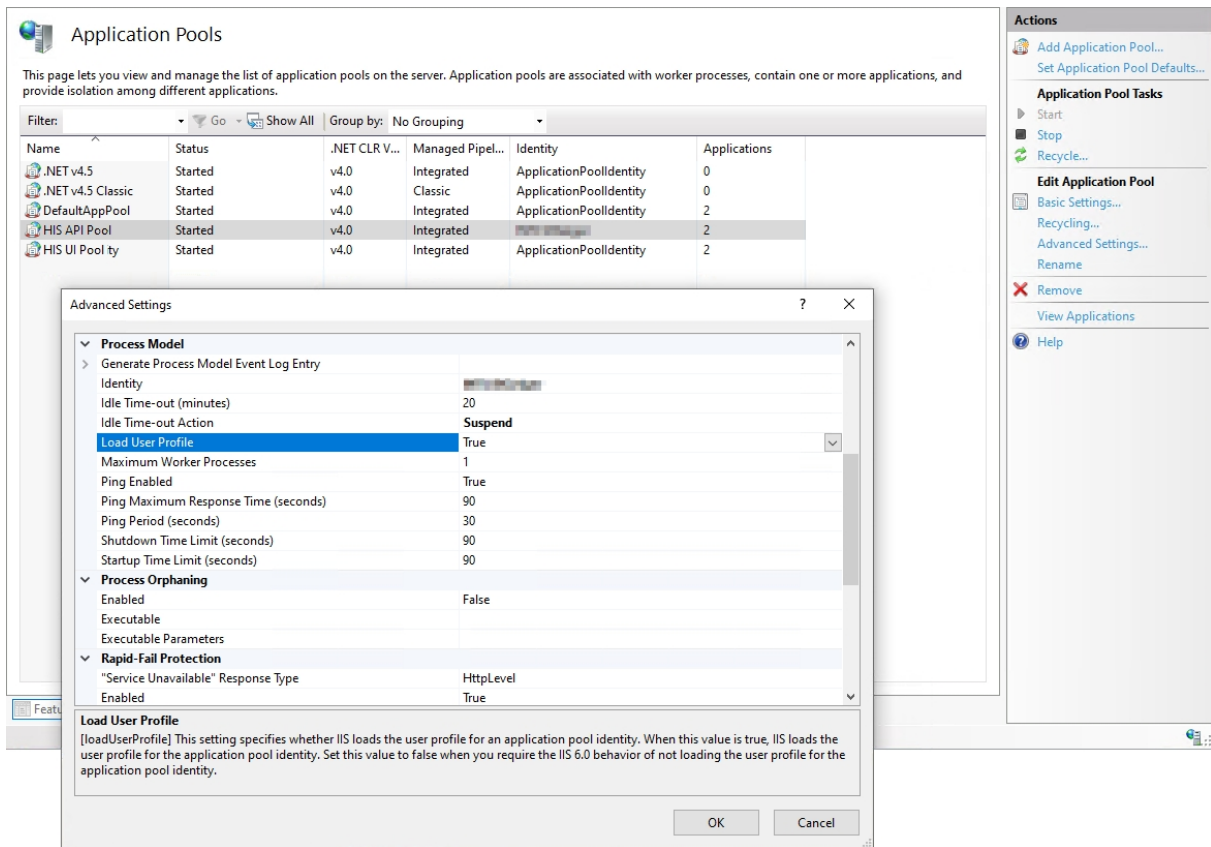 Application Pools
This page lets you view and manage the list of application pools on the server. Application pools are associated with worker processes, contain one or more applications, and
provide isolation among different applications.
Filter: Go Show All Group by: No Grouping
Name Status .NET CLR V... Managed Pipel... Identity Applications
.NET v4.5 Started v4.0 Integrated ApplicationPoolIdentity 0
.NET v4.5 Classic Started v4.0 Classic ApplicationPoolIdentity 0
DefaultAppPool Started v4.0 Integrated ApplicationPoolIdentity 2
HIS API Pool Started v4.0 Integrated 2
HIS UI Pool ty Started v4.0 Integrated ApplicationPoolIdentity 2
Advanced Settings ?
Process Model
Generate Process Model Event Log Entry
Identity
Idle Time-out (minutes) 20
Idle Time-out Action Suspend
Load User Profile True
Maximum Worker Processes 1
Ping Enabled True
Ping Maximum Response Time (seconds) 90
Ping Period (seconds) 30
Shutdown Time Limit (seconds) 90
Startup Time Limit (seconds) 90
Process Orphaning
Enabled False
Executable
Executable Parameters
Rapid-Fail Protection
"Service Unavailable" Response Type HttpLevel
Enabled True
Load User Profile
[loadUserProfile] This setting specifies whether IIS loads the user profile for an application pool identity. When this value is true, IIS loads the
user profile for the application pool identity. Set this value to false when you require the IIS 6.0 behavior of not loading the user profile for the
application pool identity.
OK Cancel
Featu
Actions
Add Application Pool...
Set Application Pool Defaults...
Application Pool Tasks
Start
Stop
Recycle...
Edit Application Pool
Basic Settings...
Recycling...
Advanced Settings...
Rename
Remove
View Applications
Help